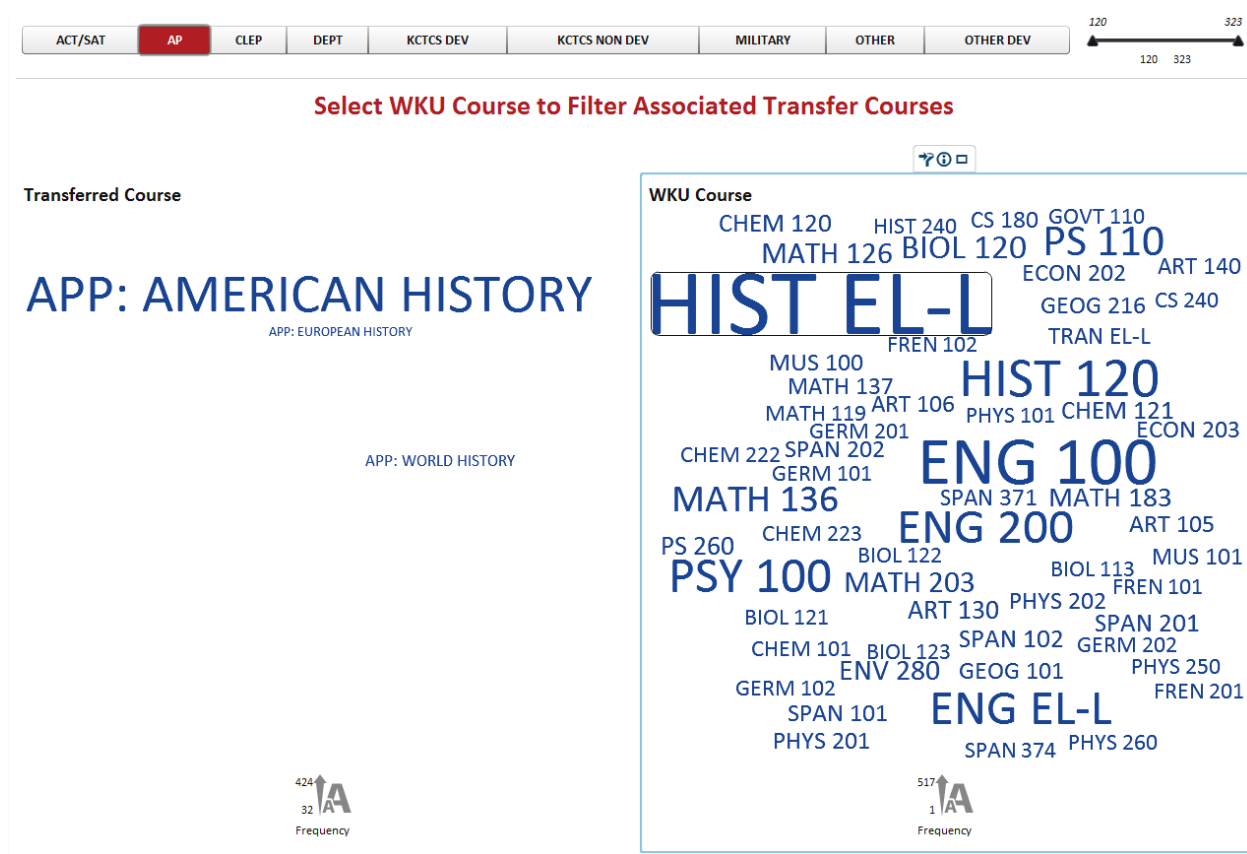 120 323
ACT/SAT AP CLEP DEPT KCTCS DEV KCTCS NON DEV MILITARY OTHER OTHER DEV
120 323
Select WKU Course to Filter Associated Transfer Courses
Transferred Course
APP: AMERICAN HISTORY
APP: EUROPEAN HISTORY
APP: WORLD HISTORY
424
32
Frequency
WKU Course
CHEM 120 HIST 240 CS 180 GOVT 110
MATH 126 BIOL 120 PS 110
ECON 202 ART 140
HIST EL-L GEOG 216 CS 240
FREN 102 TRAN EL-L
MUS 100
MATH 137 HIST 120
MATH 119 ART 106 PHYS 101 CHEM 121
GERM 201 ECON 203
CHEM 222 SPAN 202 ENG 100
GERM 101
MATH 136 SPAN 371 MATH 183
CHEM 223 ENG 200 ART 105
PS 260 BIOL 122 MUS 101
PSY 100 MATH 203 BIOL 113 FREN 101
BIOL 121 ART 130 PHYS 202 SPAN 201
CHEM 101 BIOL 123 SPAN 102 GERM 202
ENV 280 GEOG 101 PHYS 250
GERM 102 FREN 201
SPAN 101 ENG EL-L
PHYS 201 SPAN 374 PHYS 260
517
1
Frequency